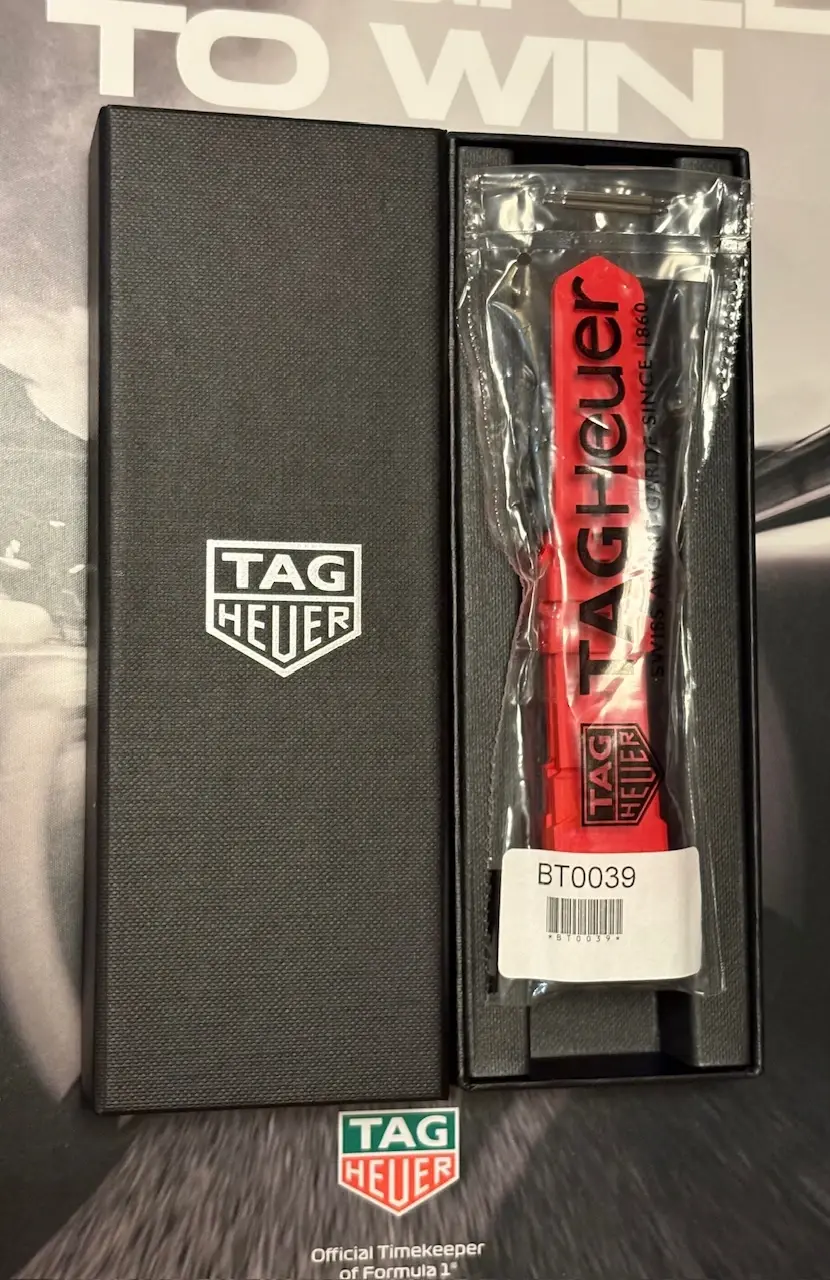 TO WIN
TAG
HEUER
TAGHeuer
SWISS AVANT-GARDE SINCE 1860
TAG
HEUER
BT0039
*BT0039*
TAG
HEUER
Official Timekeeper
of Formula 1®